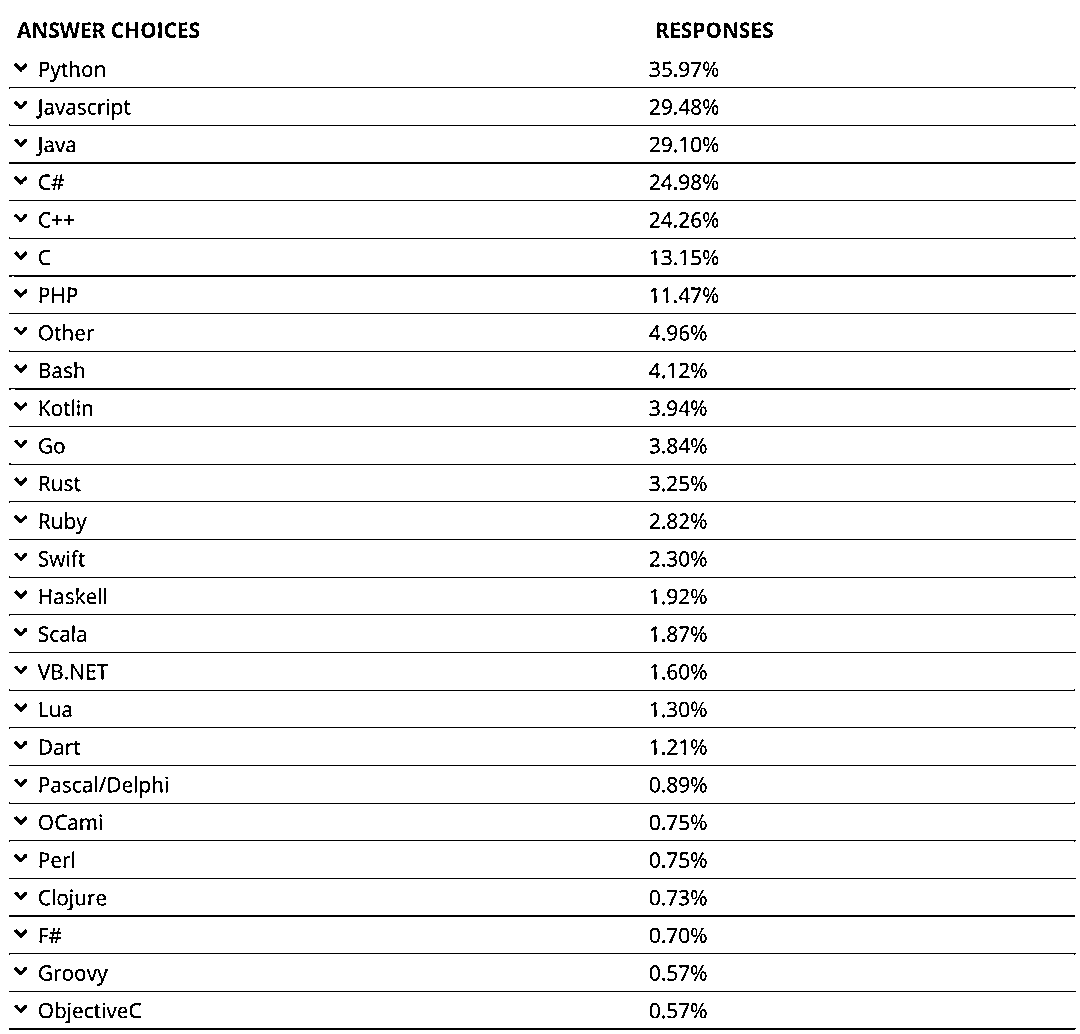 ANSWER CHOICES RESPONSES
Python 35.97%
Javascript 29.48%
Java 29.10%
C# 24.98%
C++ 24.26%
C 13.15%
PHP 11.47%
Other 4.96%
Bash 4.12%
Kotlin 3.94%
Go 3.84%
Rust 3.25%
Ruby 2.82%
Swift 2.30%
Haskell 1.92%
Scala 1.87%
VB.NET 1.60%
Lua 1.30%
Dart 1.21%
Pascal/Delphi 0.89%
OCami 0.75%
Perl 0.75%
Clojure 0.73%
F# 0.70%
Groovy 0.57%
ObjectiveC 0.57%